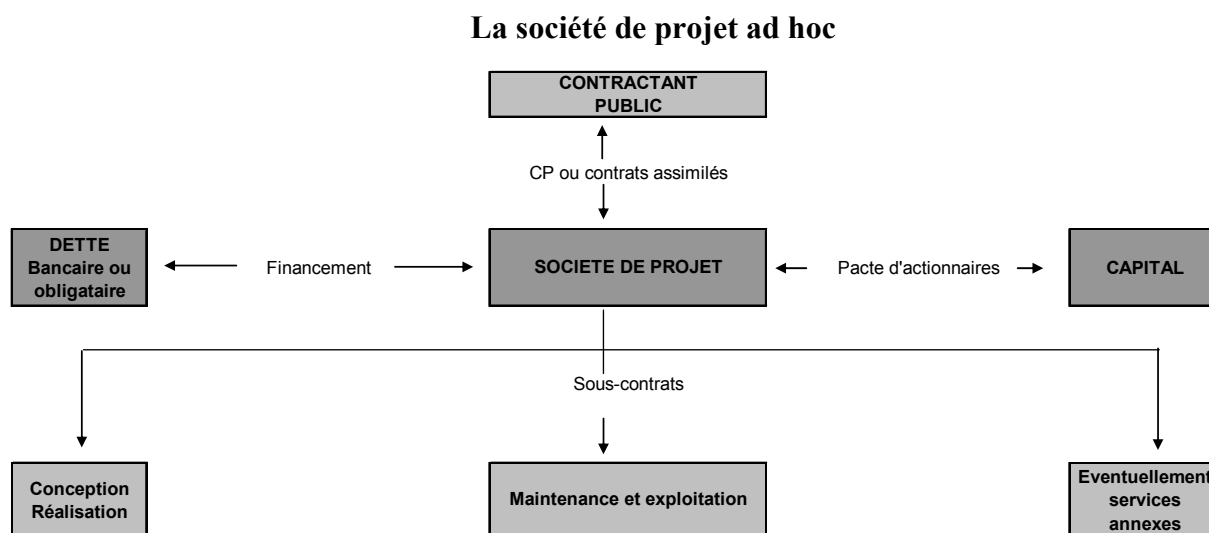 La société de projet ad hoc
CONTRACTANT
PUBLIC
CP ou contrats assimilés
DETTE
Bancaire ou
obligataire
Financement
SOCIETE DE PROJET
Pacte d'actionnaires
CAPITAL
Sous-contrats
Conception
Réalisation
Maintenance et exploitation
Eventuellement
services
annexes